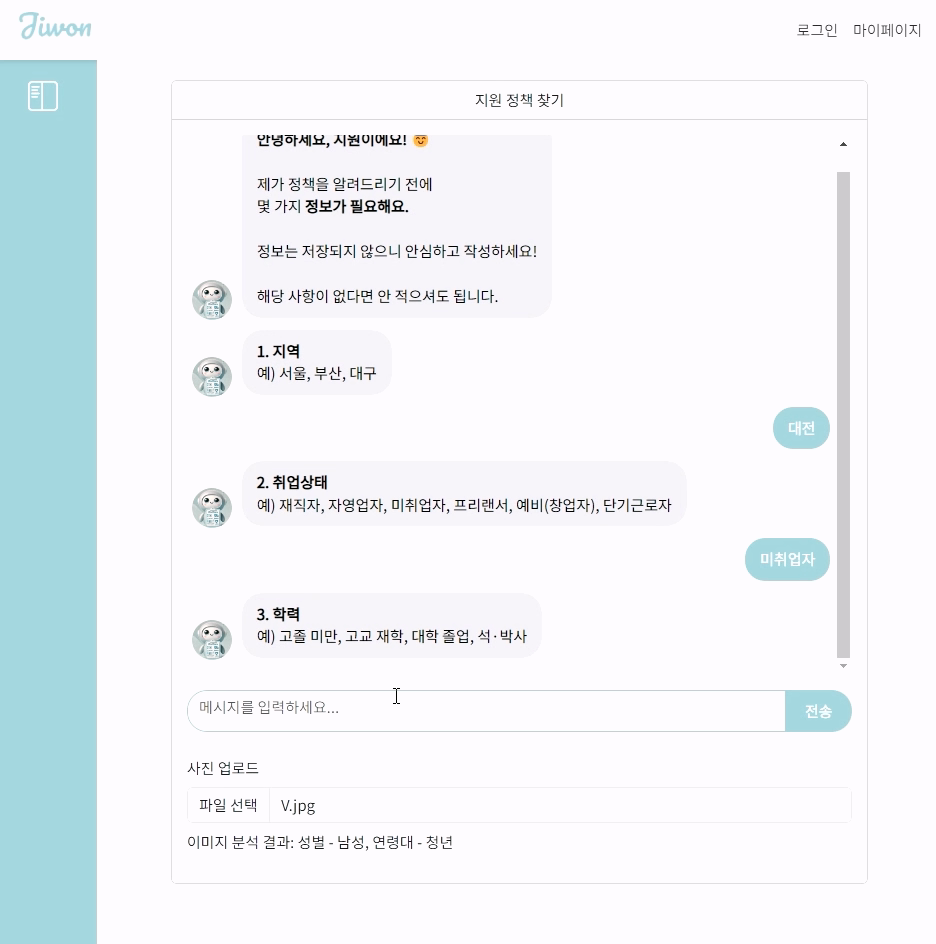 Jiwon
로그인 마이페이지
지원 정책 찾기
안녕하세요, 지원이에요!
제가 정책을 알려드리기 전에
몇 가지 정보가 필요해요.
정보는 저장되지 않으니 안심하고 작성하세요!
해당 사항이 없다면 안 적으셔도 됩니다.
1. 지역
예) 서울, 부산, 대구
대전
2. 취업상태
예) 재직자, 자영업자, 미취업자, 프리랜서, 예비(창업자), 단기근로자
미취업자
3. 학력
예) 고졸 미만, 고교 재학, 대학 졸업, 석·박사
메시지를 입력하세요...
전송
사진 업로드
파일 선택 V.jpg
이미지 분석 결과: 성별 - 남성, 연령대 - 청년